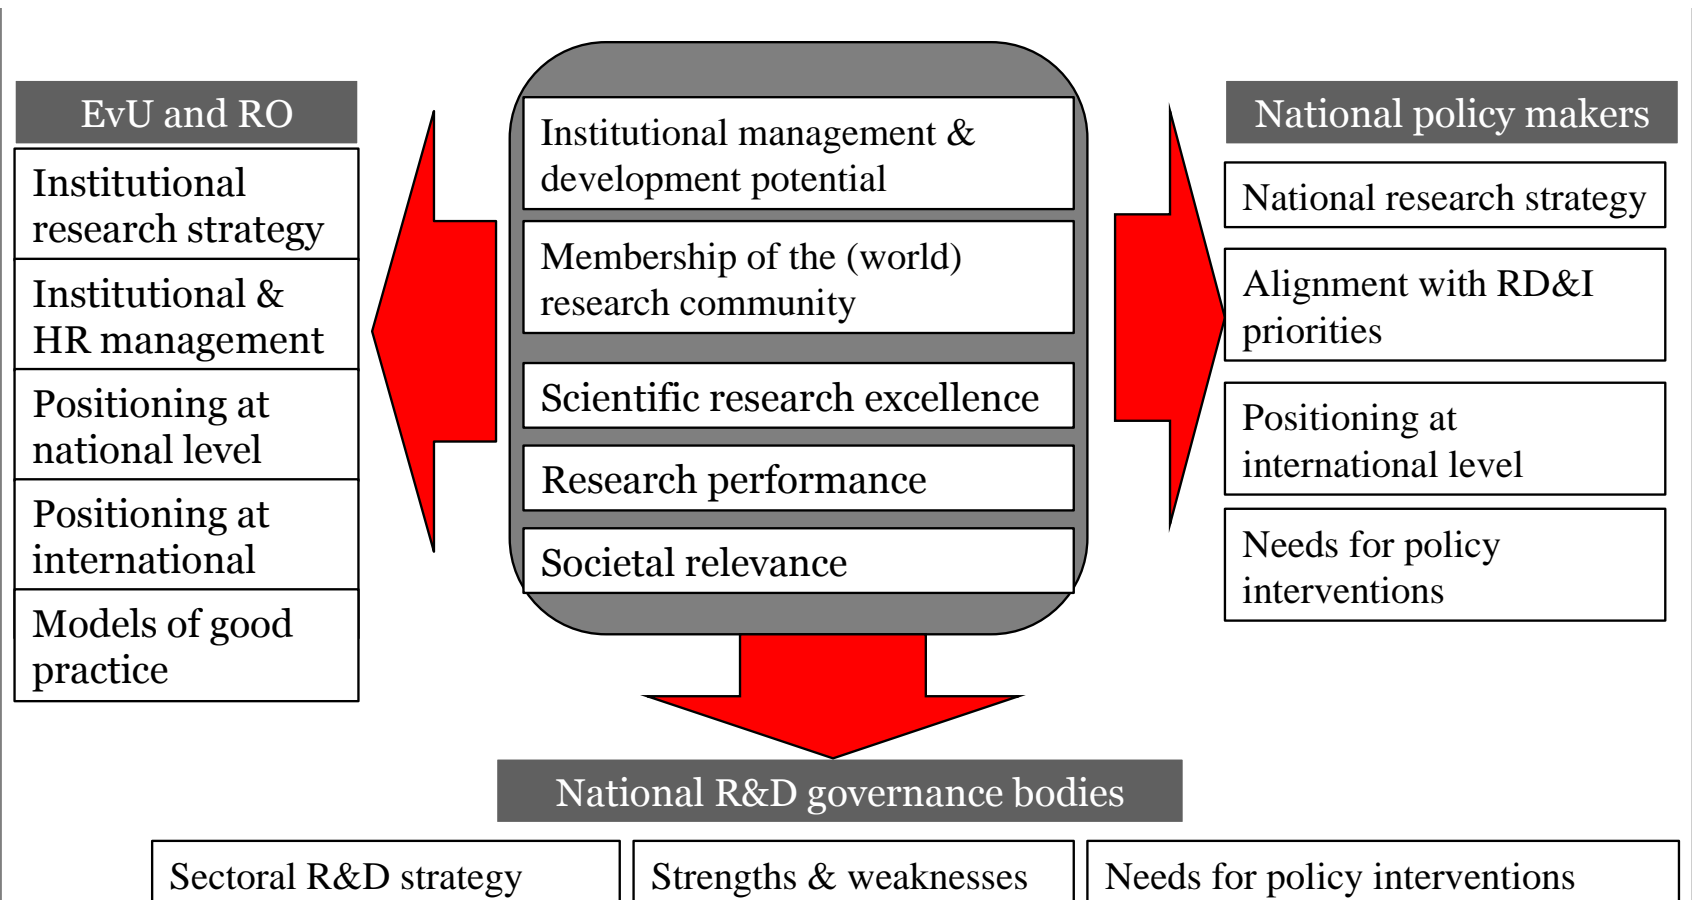 EvU and RO
Institutional
research strategy
Institutional &
HR management
Positioning at
national level
Positioning at
international
Models of good
practice
Institutional management &
development potential
Membership of the (world)
research community
Scientific research excellence
Research performance
Societal relevance
National policy makers
National research strategy
Alignment with RD&I
priorities
Positioning at
international level
Needs for policy
interventions
National R&D governance bodies
Sectoral R&D strategy
Strengths & weaknesses
Needs for policy interventions